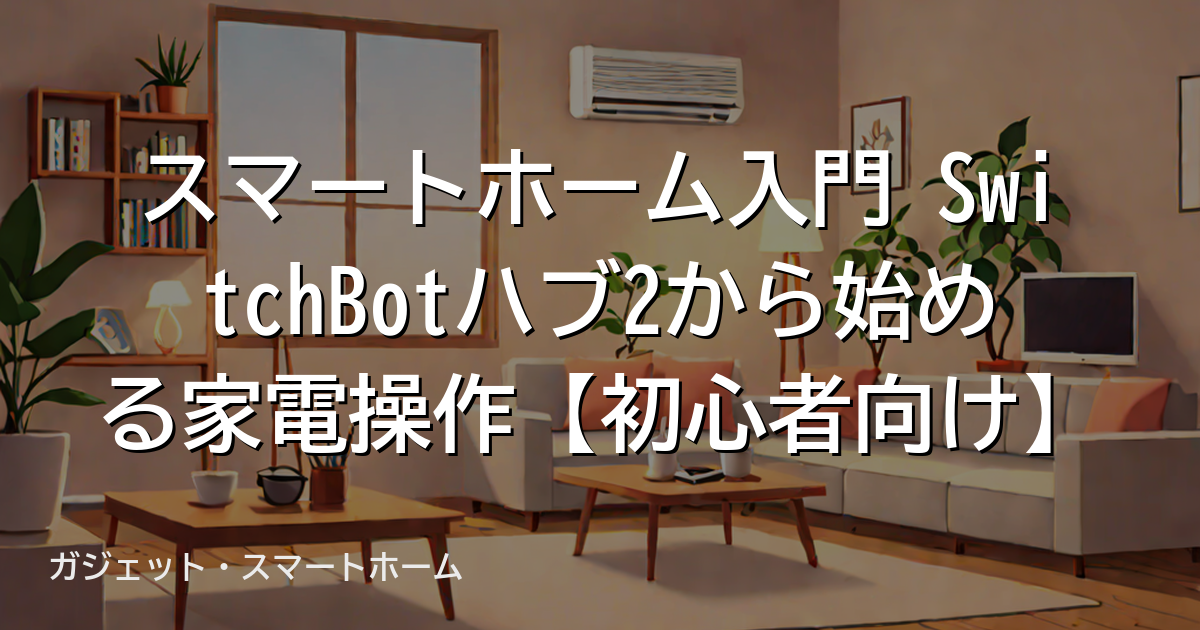 スマートホーム入門 Swi
tchBotハブ2から始め
る家電操作【初心者向け】
ガジェット・スマートホーム